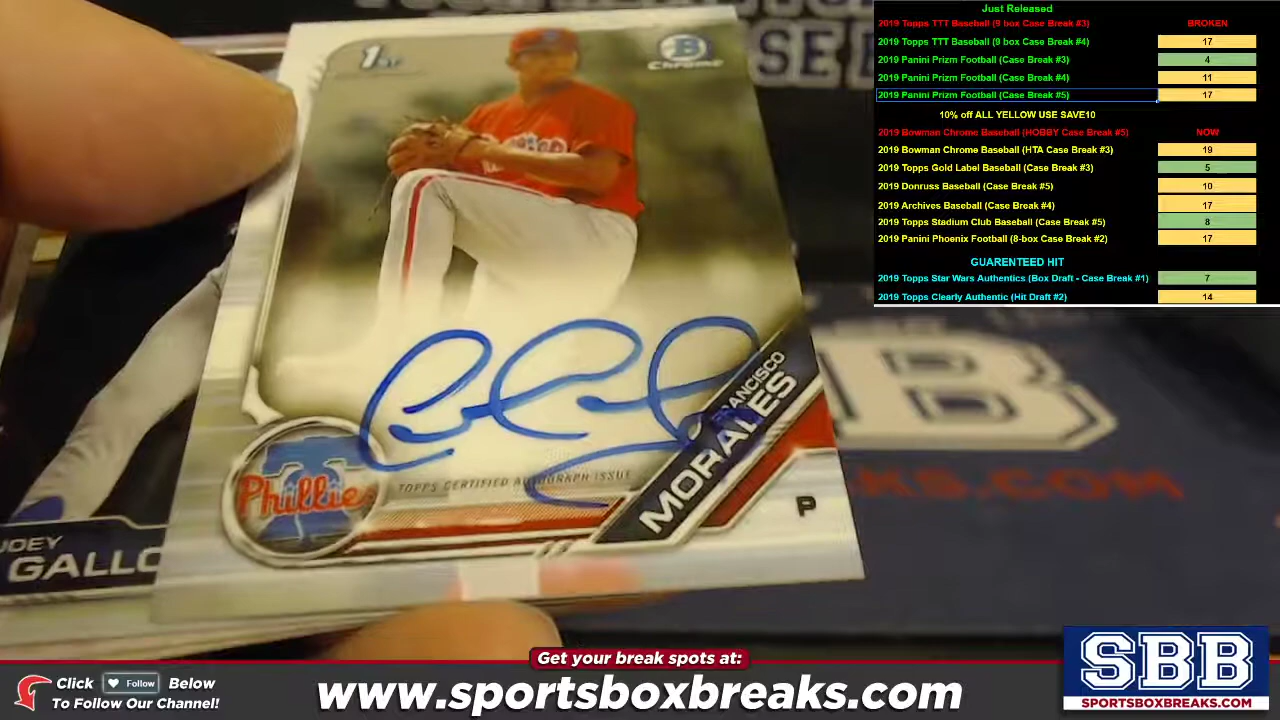 Just Released
2019 Topps TTT Baseball (9 box Case Break #3) BROKEN
2019 Topps TTT Baseball (9 box Case Break #4) 17
2019 Panini Prizm Football (Case Break #3) 4
2019 Panini Prizm Football (Case Break #4) 11
2019 Panini Prizm Football (Case Break #5) 17
10% off ALL YELLOW USE SAVE10
2019 Bowman Chrome Baseball (HOBBY Case Break #5) NOW
2019 Bowman Chrome Baseball (HTA Case Break #3) 19
2019 Topps Gold Label Baseball (Case Break #3) 5
2019 Donruss Baseball (Case Break #5) 10
2019 Archives Baseball (Case Break #4) 17
2019 Topps Stadium Club Baseball (Case Break #5) 8
2019 Panini Phoenix Football (8-box Case Break #2) 17
GUARENTEED HIT
2019 Topps Star Wars Authentics (Box Draft - Case Break #1) 7
2019 Topps Clearly Authentic (Hit Draft #2) 14
1ST
B
Chrome
FRANCISCO
MORALES
P
Phillies
TOPPS CERTIFIED AUTOGRAPH ISSUE
JOEY
GALLO
B
KS.COM
Get your break spots at:
www.sportsboxbreaks.com
Click Follow Below
To Follow Our Channel!
SBB
SPORTSBOXBREAKS.COM